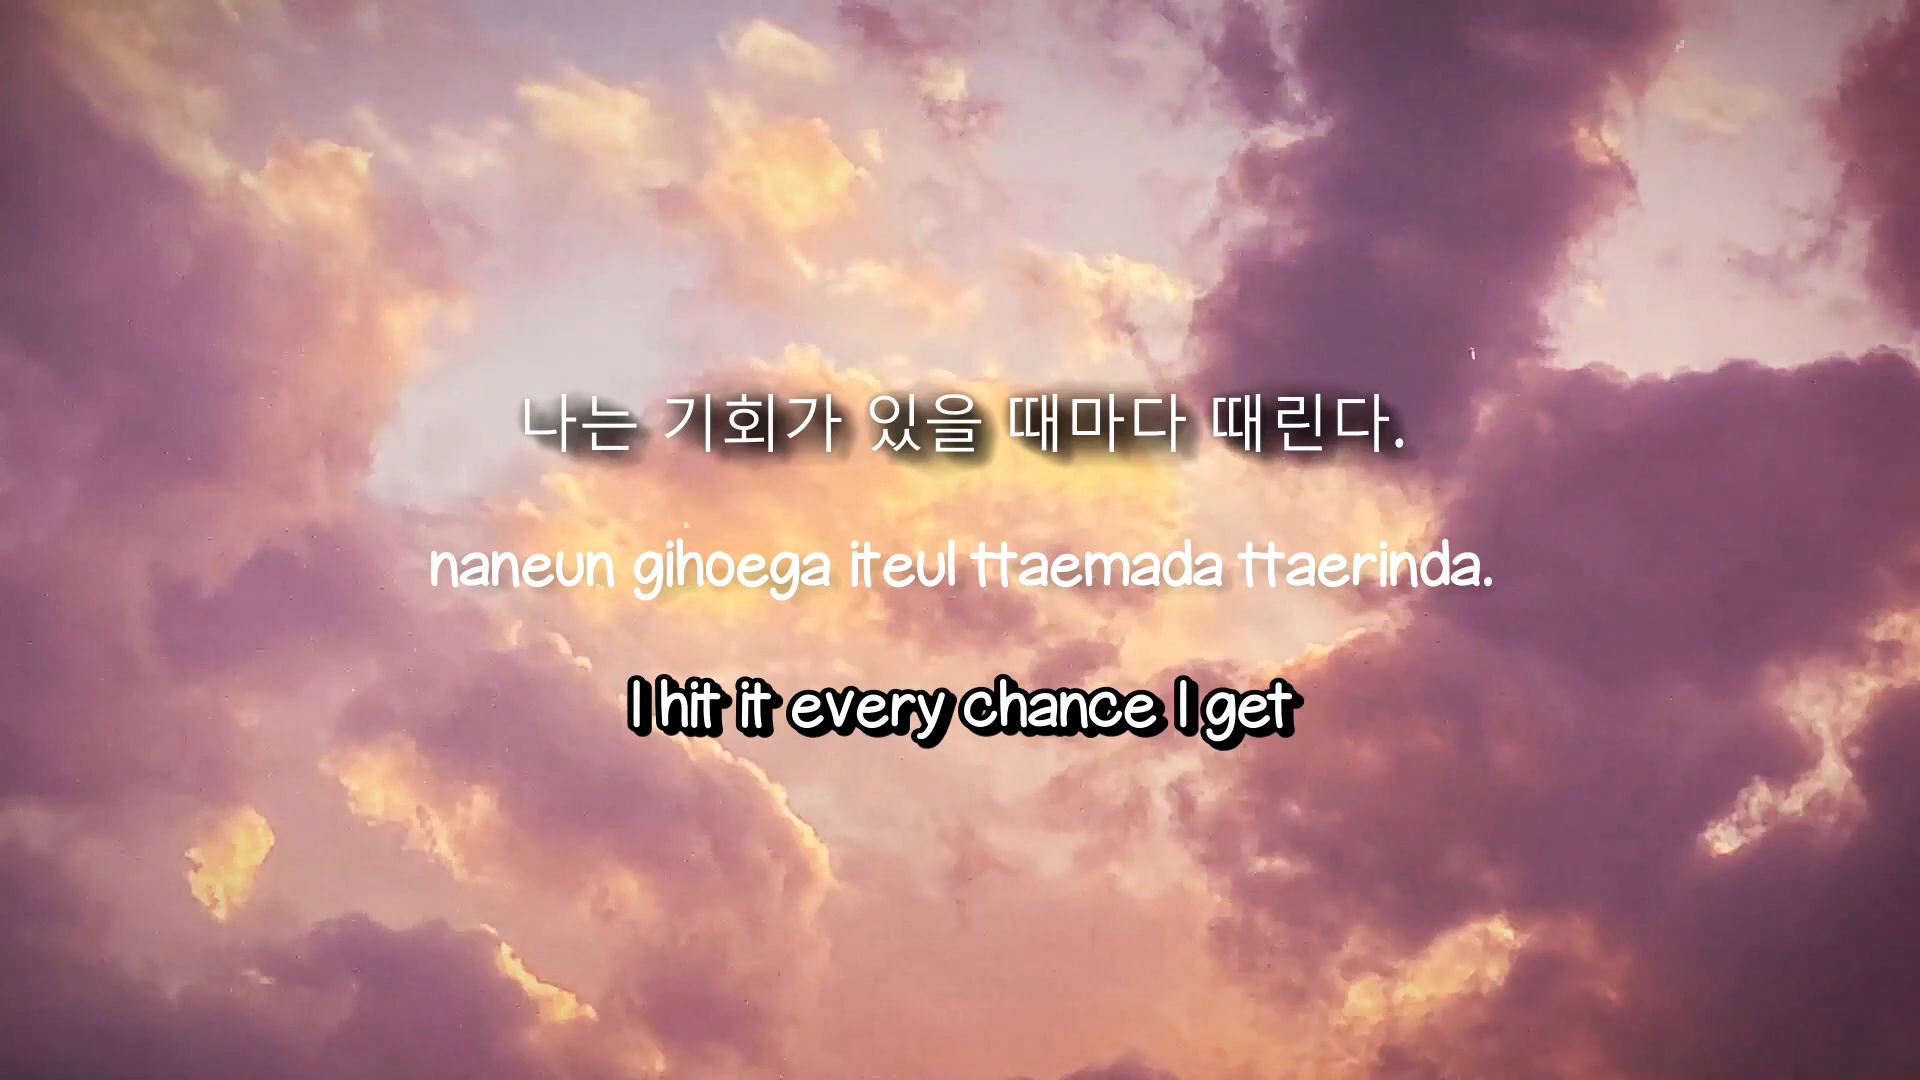 나는 기회가 있을 때마다 때린다.
naneun gihoega iteul ttaemada ttaerinda.
I hit it every chance I get